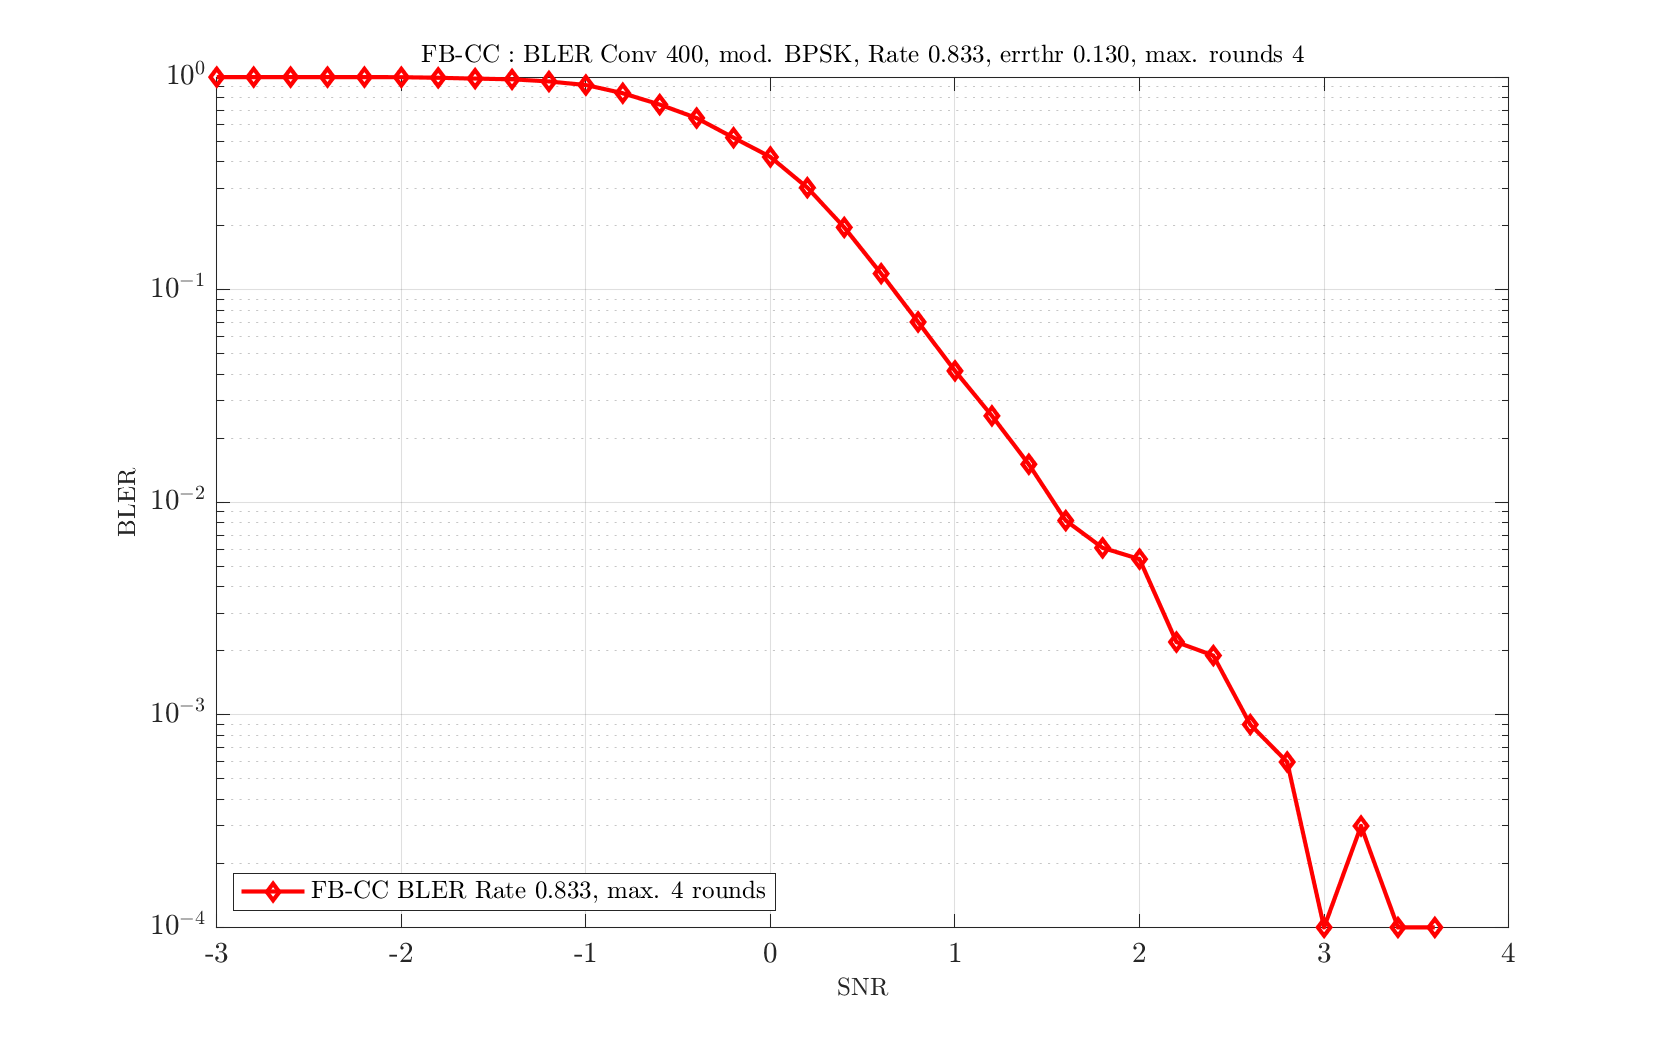 FB-CC : BLER Conv 400, mod. BPSK, Rate 0.833, errthr 0.130, max. rounds 4
10^0
10^-1
10^-2
10^-3
10^-4
BLER
FB-CC BLER Rate 0.833, max. 4 rounds
-3 -2 -1 0 1 2 3 4
SNR